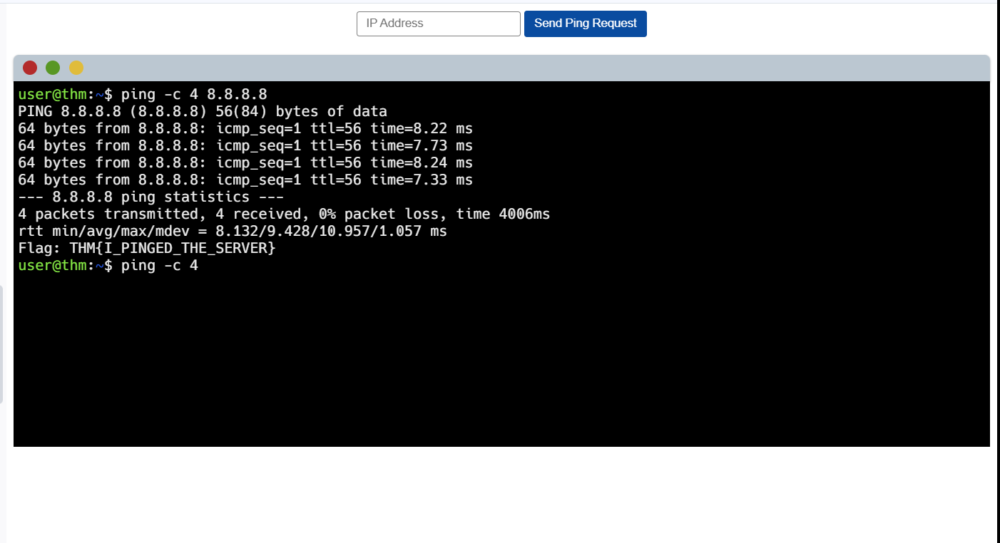 IP Address
Send Ping Request
user@thm:~$ ping -c 4 8.8.8.8
PING 8.8.8.8 (8.8.8.8) 56(84) bytes of data
64 bytes from 8.8.8.8: icmp_seq=1 ttl=56 time=8.22 ms
64 bytes from 8.8.8.8: icmp_seq=1 ttl=56 time=7.73 ms
64 bytes from 8.8.8.8: icmp_seq=1 ttl=56 time=8.24 ms
64 bytes from 8.8.8.8: icmp_seq=1 ttl=56 time=7.33 ms
--- 8.8.8.8 ping statistics ---
4 packets transmitted, 4 received, 0% packet loss, time 4006ms
rtt min/avg/max/mdev = 8.132/9.428/10.957/1.057 ms
Flag: THM{I_PINGED_THE_SERVER}
user@thm:~$ ping -c 4